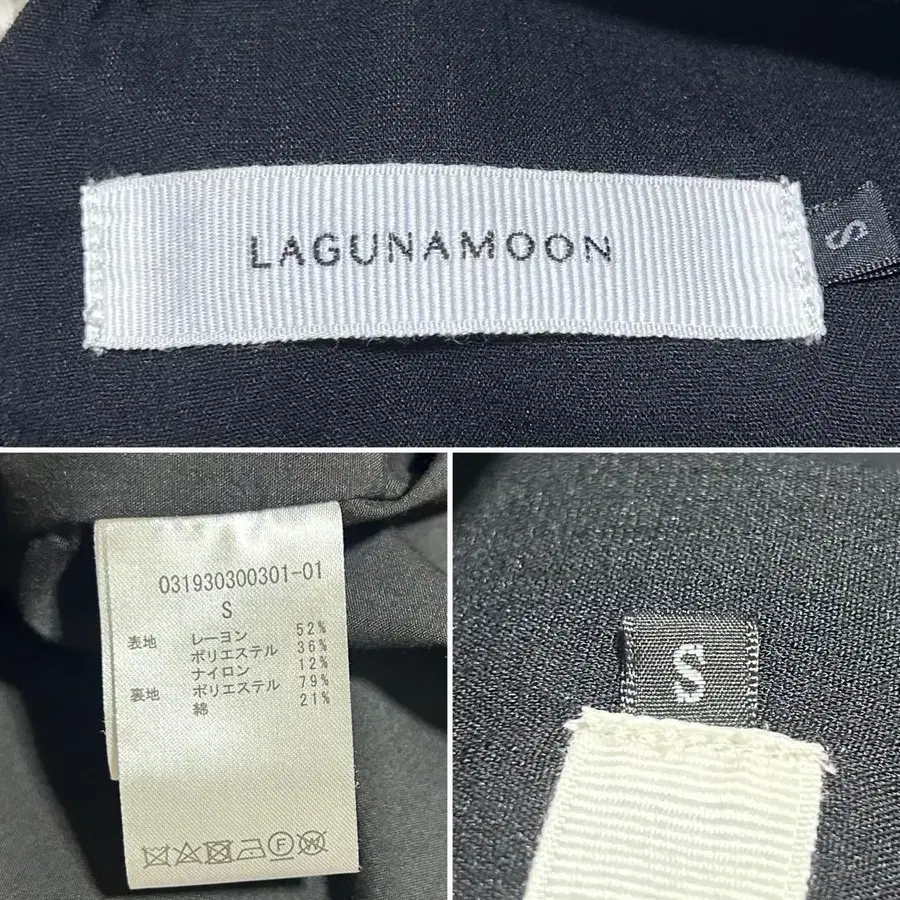 LAGUNAMOON
S
031930300301-01
S
表地 レーヨン 52%
ポリエステル 36%
ナイロン 12%
裏地 ポリエステル 79%
綿 21%
F
W
S